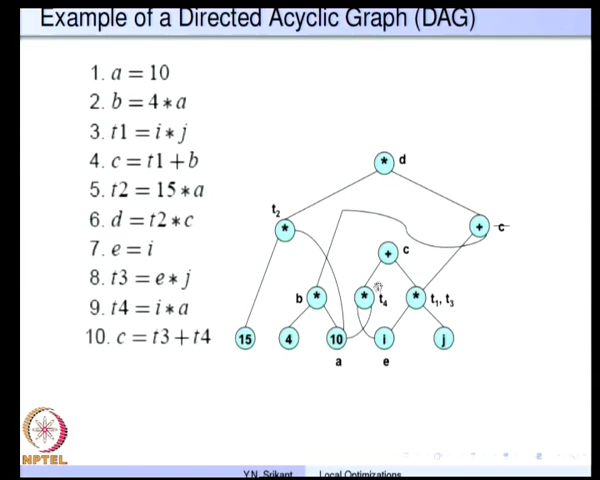 Example of a Directed Acyclic Graph (DAG)
1. a = 10
2. b = 4 * a
3. t1 = i * j
4. c = t1 + b
5. t2 = 15 * a
6. d = t2 * c
7. e = i
8. t3 = e * j
9. t4 = i * a
10. c = t3 + t4
* d
t2
*
+ c
+ c
b * * t4 * t1, t3
15 4 10 i j
a e
NPTEL
Y.N. Srikant Local Optimizations